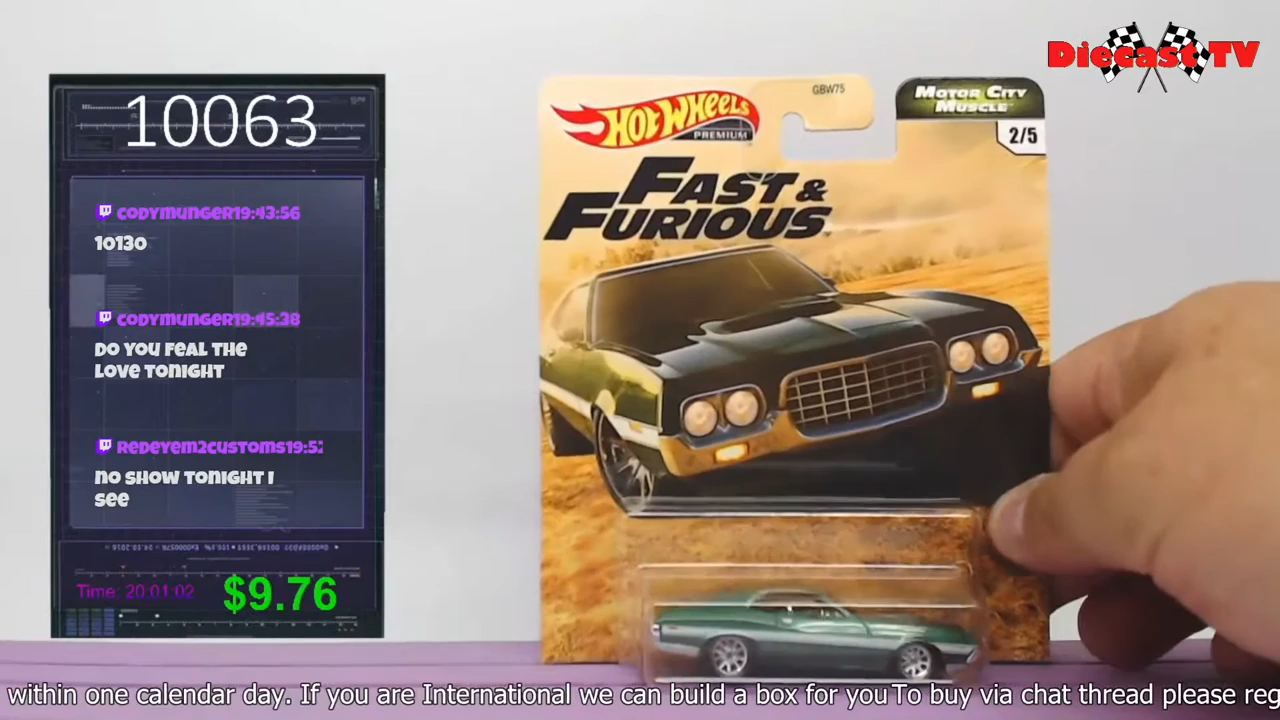 Diecast TV
10063
codymunger19:43:56
10130
codymunger19:45:38
Do you feal the
love tonight
Redeyem2customs19:5
no show tonight I
see
Time: 20:01:02
$9.76
HOT WHEELS
PREMIUM
GBW75
MOTOR CITY
MUSCLE
2/5
FAST &
FURIOUS
within one calendar day. If you are International we can build a box for you To buy via chat thread please reg